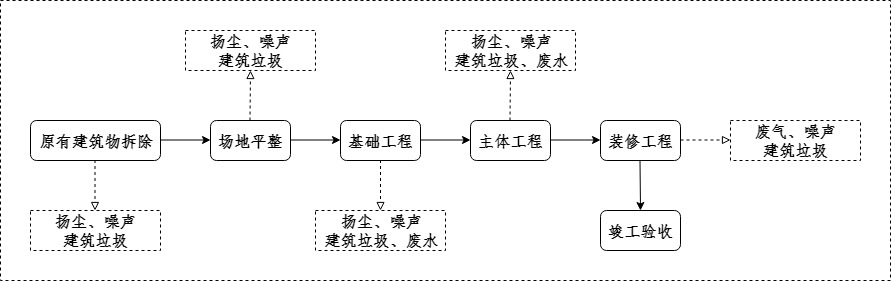 扬尘、噪声
建筑垃圾
扬尘、噪声
建筑垃圾、废水
原有建筑物拆除
场地平整
基础工程
主体工程
装修工程
废气、噪声
建筑垃圾
扬尘、噪声
建筑垃圾
扬尘、噪声
建筑垃圾、废水
竣工验收